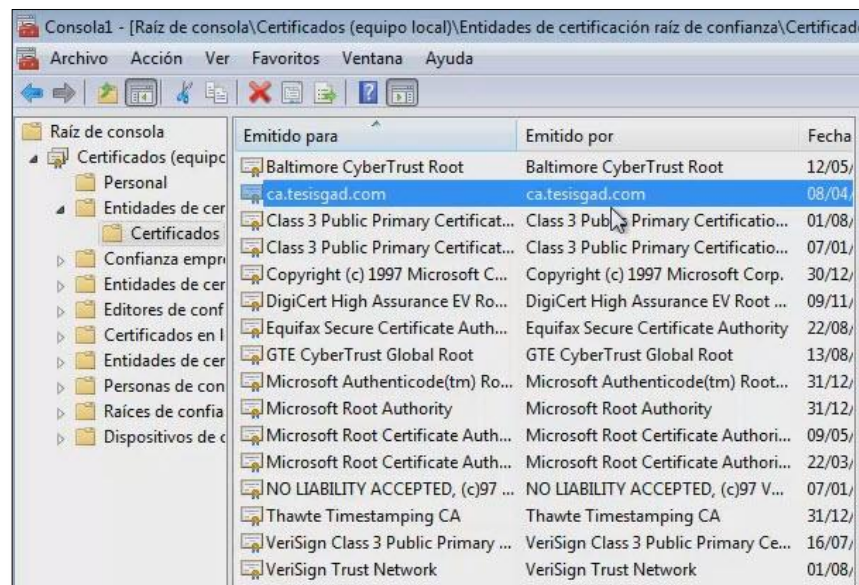 Consola1 - [Raíz de consola\Certificados (equipo local)\Entidades de certificación raíz de confianza\Certificad
Archivo Acción Ver Favoritos Ventana Ayuda
Raíz de consola
Certificados (equipc
Personal
Entidades de cer
Certificados
Confianza empr
Entidades de cer
Editores de conf
Certificados en l
Entidades de cer
Personas de con
Raíces de confia
Dispositivos de c
Emitido para Emitido por Fecha
Baltimore CyberTrust Root Baltimore CyberTrust Root 12/05/
ca.tesisgad.com ca.tesisgad.com 08/04/
Class 3 Public Primary Certificat... Class 3 Public Primary Certificatio... 01/08/
Class 3 Public Primary Certificat... Class 3 Public Primary Certificatio... 07/01/
Copyright (c) 1997 Microsoft C... Copyright (c) 1997 Microsoft Corp. 30/12/
DigiCert High Assurance EV Ro... DigiCert High Assurance EV Root ... 09/11/
Equifax Secure Certificate Auth... Equifax Secure Certificate Authority 22/08/
GTE CyberTrust Global Root GTE CyberTrust Global Root 13/08/
Microsoft Authenticode(tm) Ro... Microsoft Authenticode(tm) Root... 31/12/
Microsoft Root Authority Microsoft Root Authority 31/12/
Microsoft Root Certificate Auth... Microsoft Root Certificate Authori... 09/05/
Microsoft Root Certificate Auth... Microsoft Root Certificate Authori... 22/03/
NO LIABILITY ACCEPTED, (c)97 ... NO LIABILITY ACCEPTED, (c)97 V... 07/01/
Thawte Timestamping CA Thawte Timestamping CA 31/12/
VeriSign Class 3 Public Primary ... VeriSign Class 3 Public Primary Ce... 16/07/
VeriSign Trust Network VeriSign Trust Network 01/08/